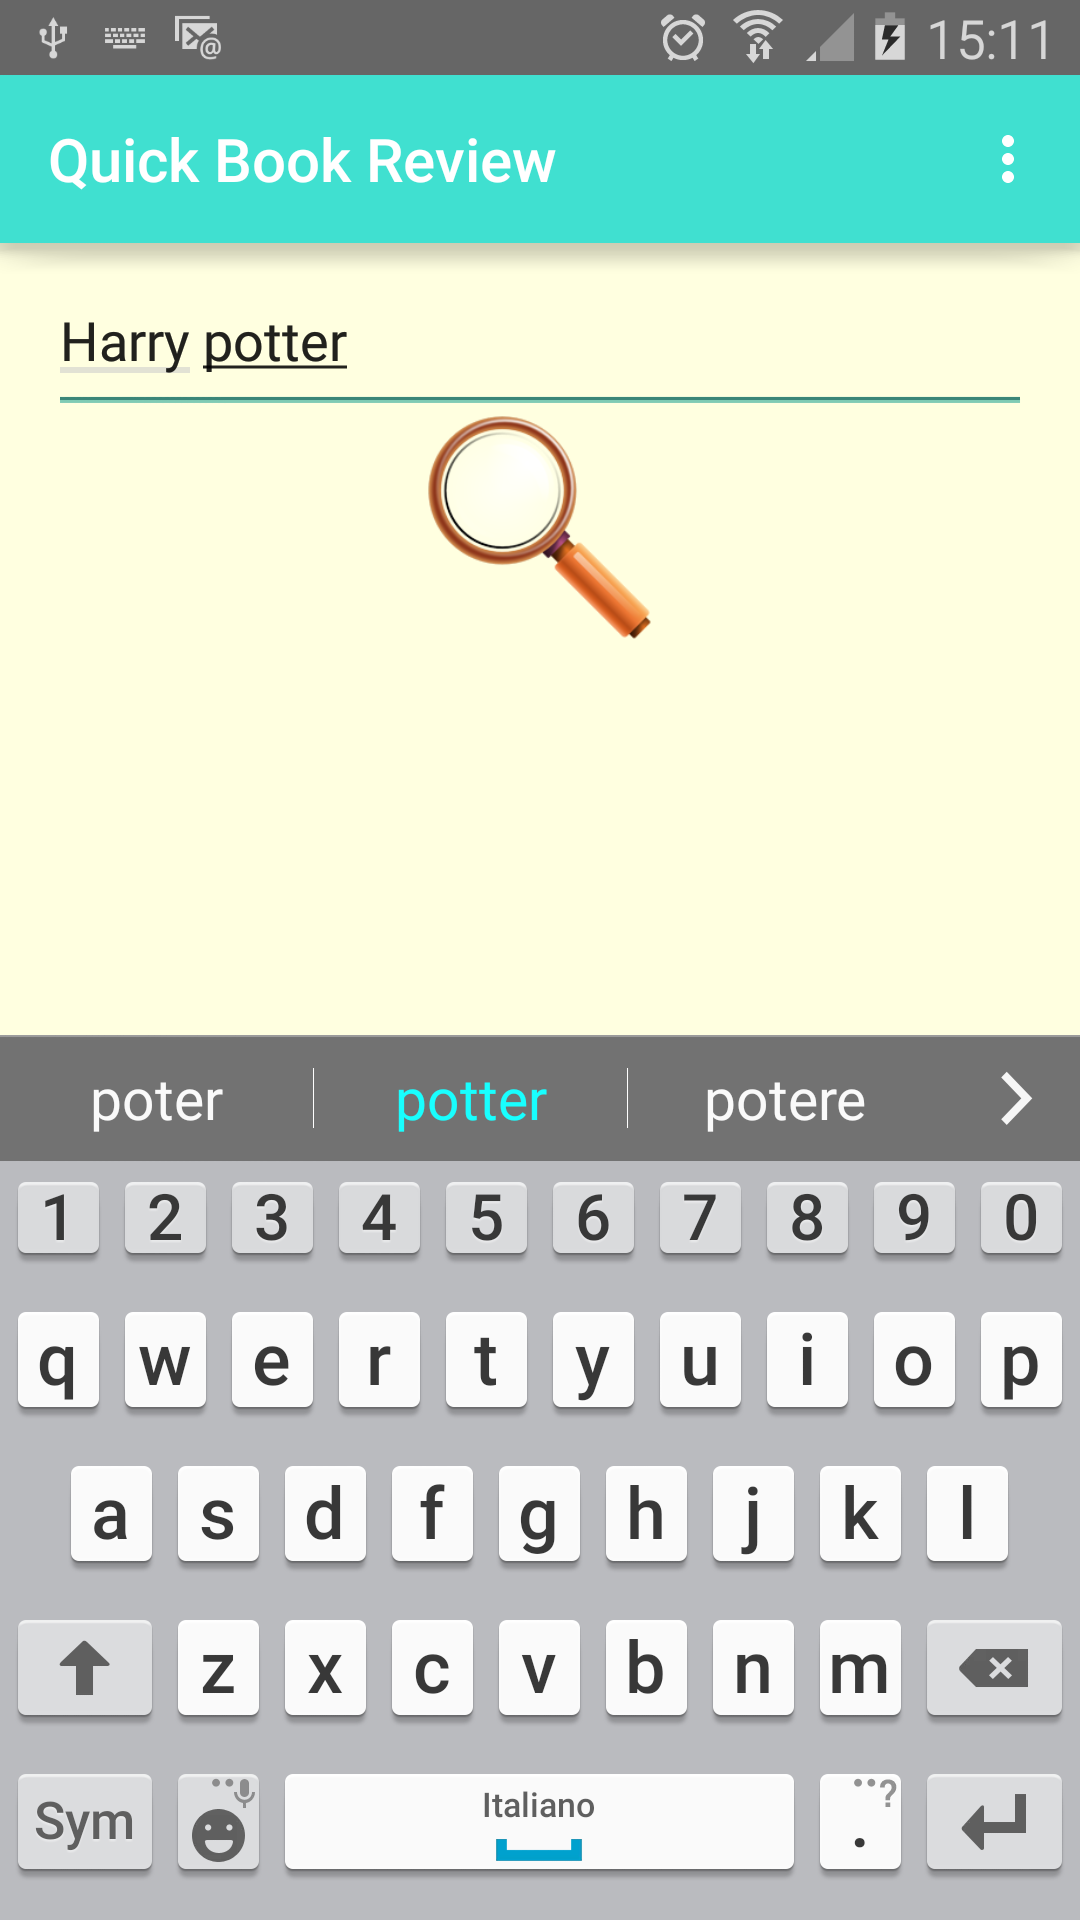 15:11
Quick Book Review
Harry potter
poter potter potere
1 2 3 4 5 6 7 8 9 0
q w e r t y u i o p
a s d f g h j k l
z x c v b n m
Sym Italiano . ?